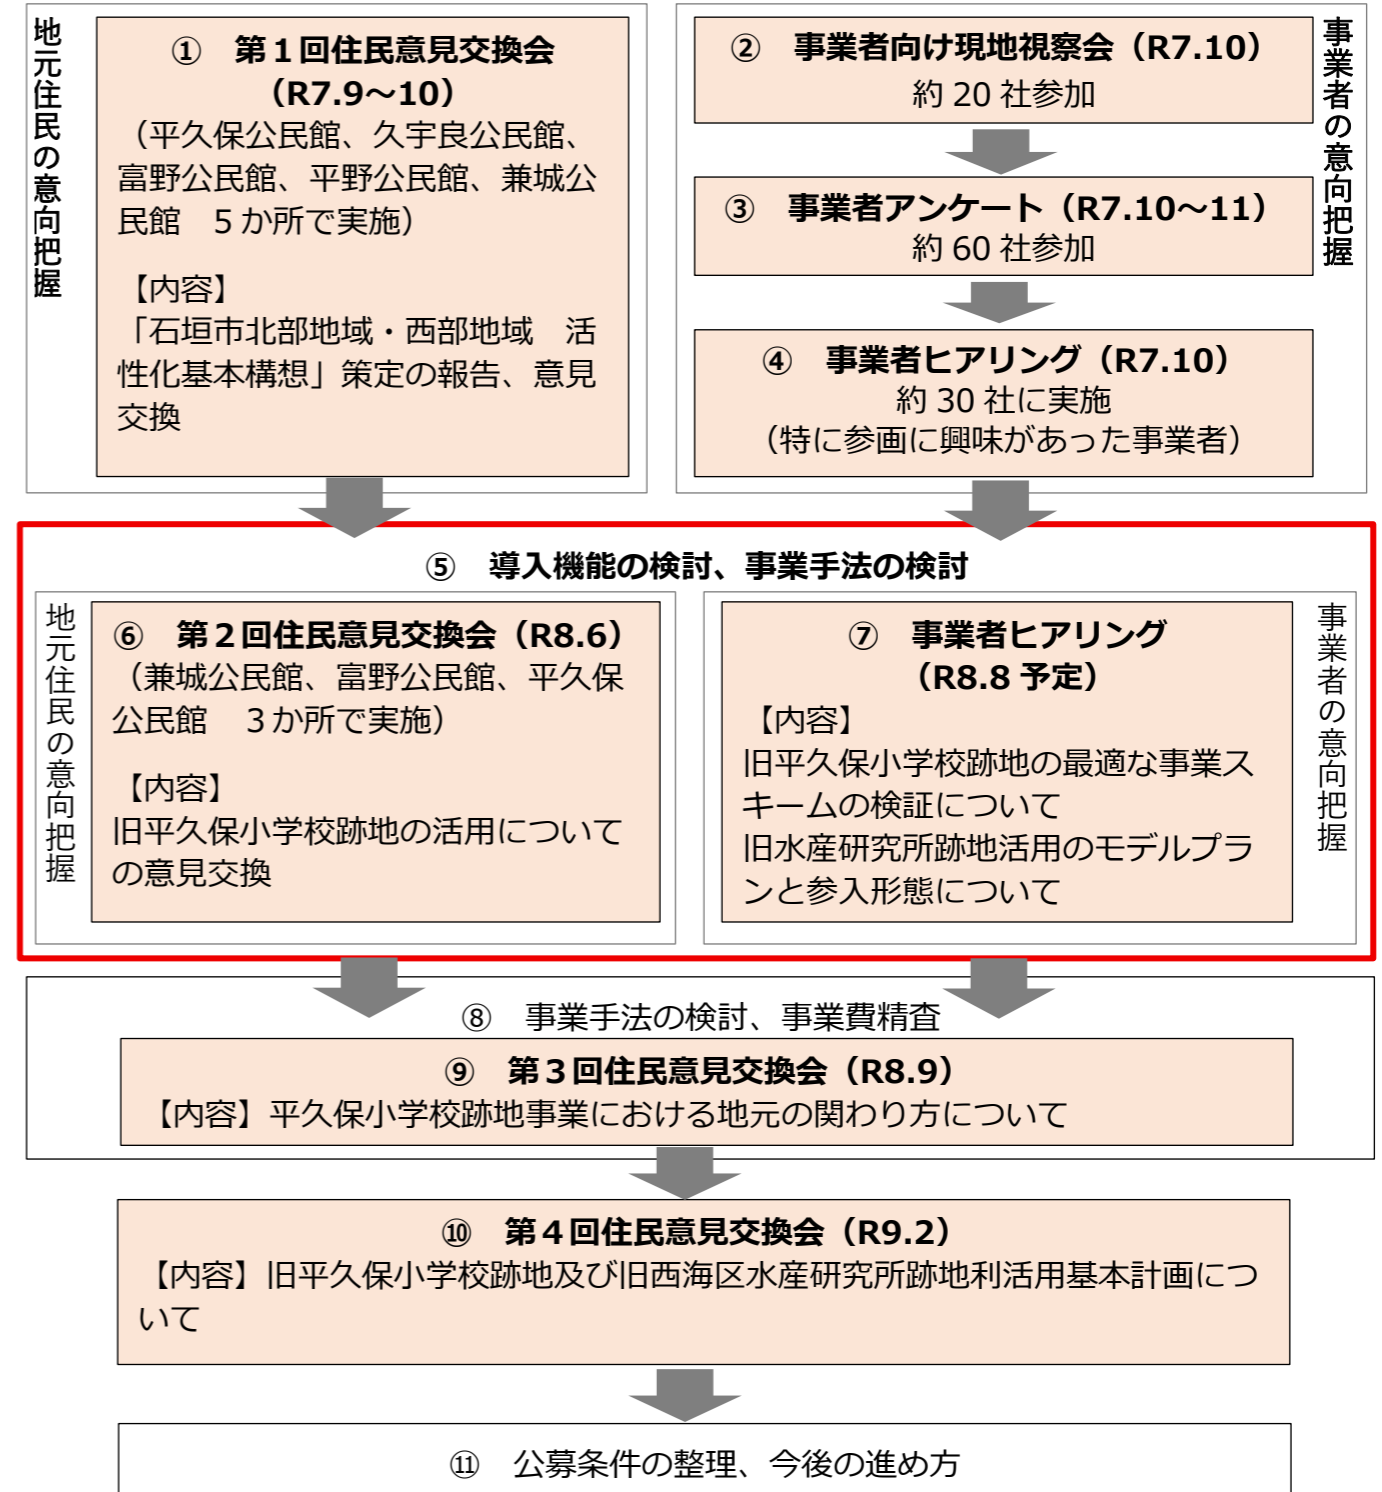 地元住民の意向把握
① 第1回住民意見交換会
（R7.9～10）
（平久保公民館、久宇良公民館、
富野公民館、平野公民館、兼城公
民館　5か所で実施）
【内容】
「石垣市北部地域・西部地域　活
性化基本構想」策定の報告、意見
交換
事業者の意向把握
② 事業者向け現地視察会（R7.10）
約 20 社参加
③ 事業者アンケート（R7.10～11）
約 60 社参加
④ 事業者ヒアリング（R7.10）
約 30 社に実施
（特に参画に興味があった事業者）
⑤ 導入機能の検討、事業手法の検討
地元住民の意向把握
⑥ 第2回住民意見交換会（R8.6）
（兼城公民館、富野公民館、平久保
公民館　3か所で実施）
【内容】
旧平久保小学校跡地の活用について
の意見交換
事業者の意向把握
⑦ 事業者ヒアリング
（R8.8 予定）
【内容】
旧平久保小学校跡地の最適な事業ス
キームの検証について
旧水産研究所跡地活用のモデルプラ
ンと参入形態について
⑧ 事業手法の検討、事業費精査
⑨ 第3回住民意見交換会（R8.9）
【内容】平久保小学校跡地事業における地元の関わり方について
⑩ 第4回住民意見交換会（R9.2）
【内容】旧平久保小学校跡地及び旧西海区水産研究所跡地利活用基本計画につ
いて
⑪ 公募条件の整理、今後の進め方